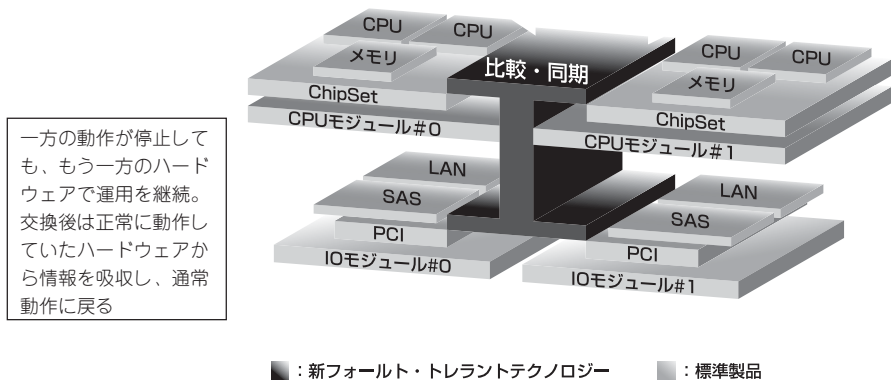 CPU
CPU
メモリ
ChipSet
CPUモジュール#0
比較・同期
CPU
CPU
メモリ
ChipSet
CPUモジュール#1
一方の動作が停止して
も、もう一方のハード
ウェアで運用を継続。
交換後は正常に動作し
ていたハードウェアか
ら情報を吸収し、通常
動作に戻る
LAN
SAS
PCI
IOモジュール#0
LAN
SAS
PCI
IOモジュール#1
：新フォールト・トレラントテクノロジー
：標準製品